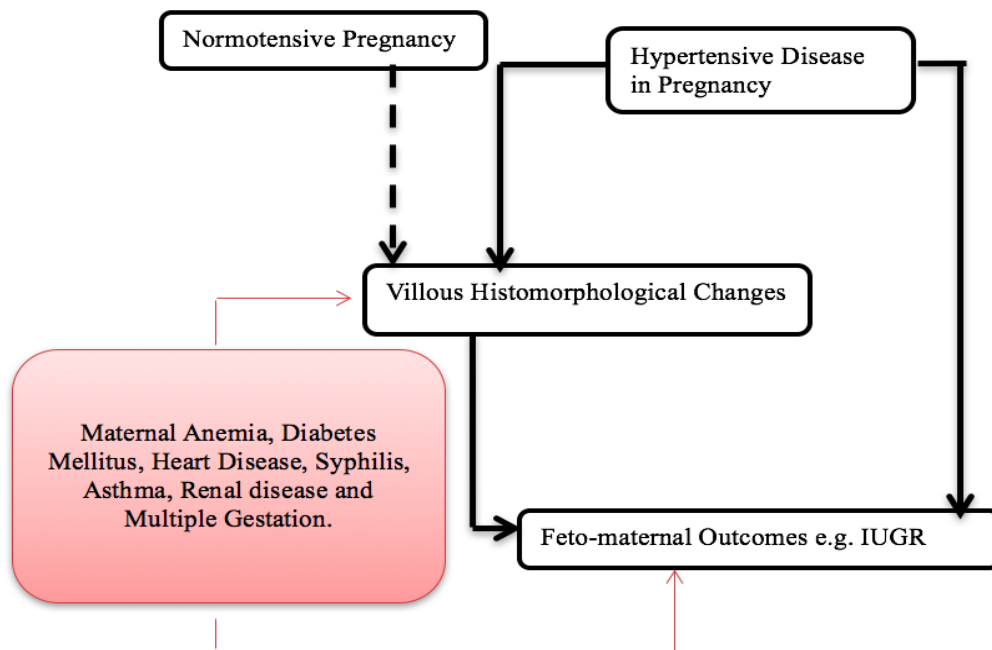 Normotensive Pregnancy
Hypertensive Disease
in Pregnancy
Villous Histomorphological Changes
Maternal Anemia, Diabetes
Mellitus, Heart Disease, Syphilis,
Asthma, Renal disease and
Multiple Gestation.
Feto-maternal Outcomes e.g. IUGR